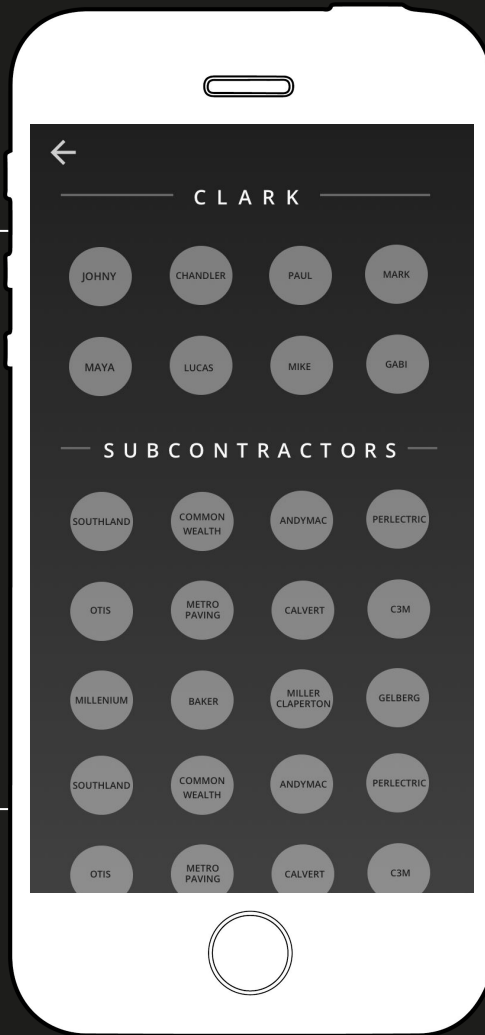 CLARK
JOHNY
CHANDLER
PAUL
MARK
MAYA
LUCAS
MIKE
GABI
SUBCONTRACTORS
SOUTHLAND
COMMON
WEALTH
ANDYMAC
PERLECTRIC
OTIS
METRO
PAVING
CALVERT
C3M
MILLENIUM
BAKER
MILLER
CLAPERTON
GELBERG
SOUTHLAND
COMMON
WEALTH
ANDYMAC
PERLECTRIC
OTIS
METRO
PAVING
CALVERT
C3M